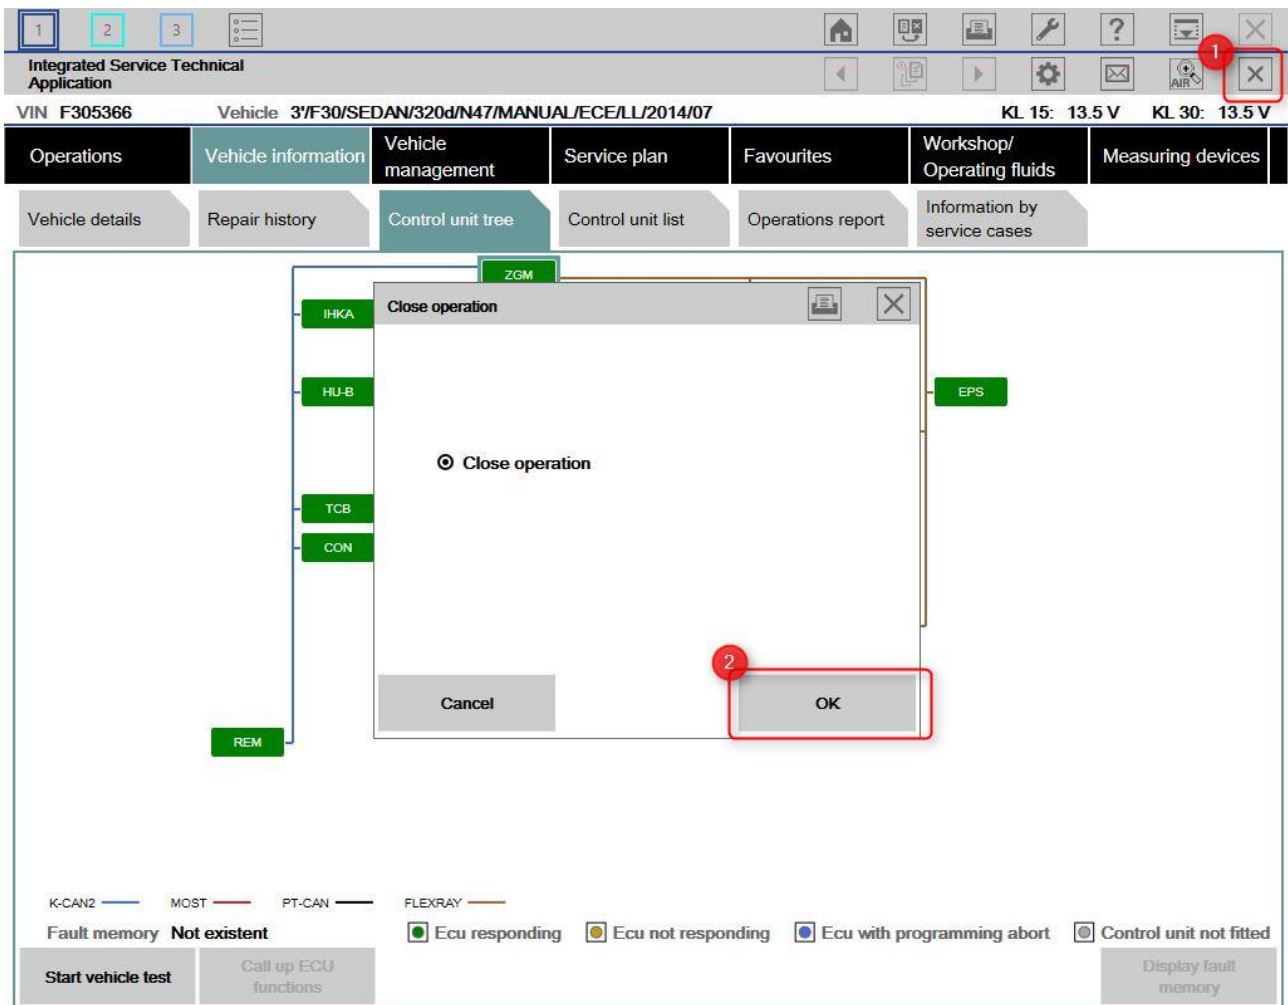 1 2 3 ?
1
Integrated Service Technical
Application
AIR
VIN F305366 Vehicle 3'/F30/SEDAN/320d/N47/MANUAL/ECE/LL/2014/07 KL 15: 13.5 V KL 30: 13.5 V
Operations Vehicle information Vehicle management Service plan Favourites Workshop/ Operating fluids Measuring devices
Vehicle details Repair history Control unit tree Control unit list Operations report Information by service cases
ZGM
IHKA
Close operation
HU-B
EPS
Close operation
TCB
CON
2
Cancel OK
REM
K-CAN2 MOST PT-CAN FLEXRAY
Fault memory Not existent Ecu responding Ecu not responding Ecu with programming abort Control unit not fitted
Start vehicle test Call up ECU functions Display fault memory